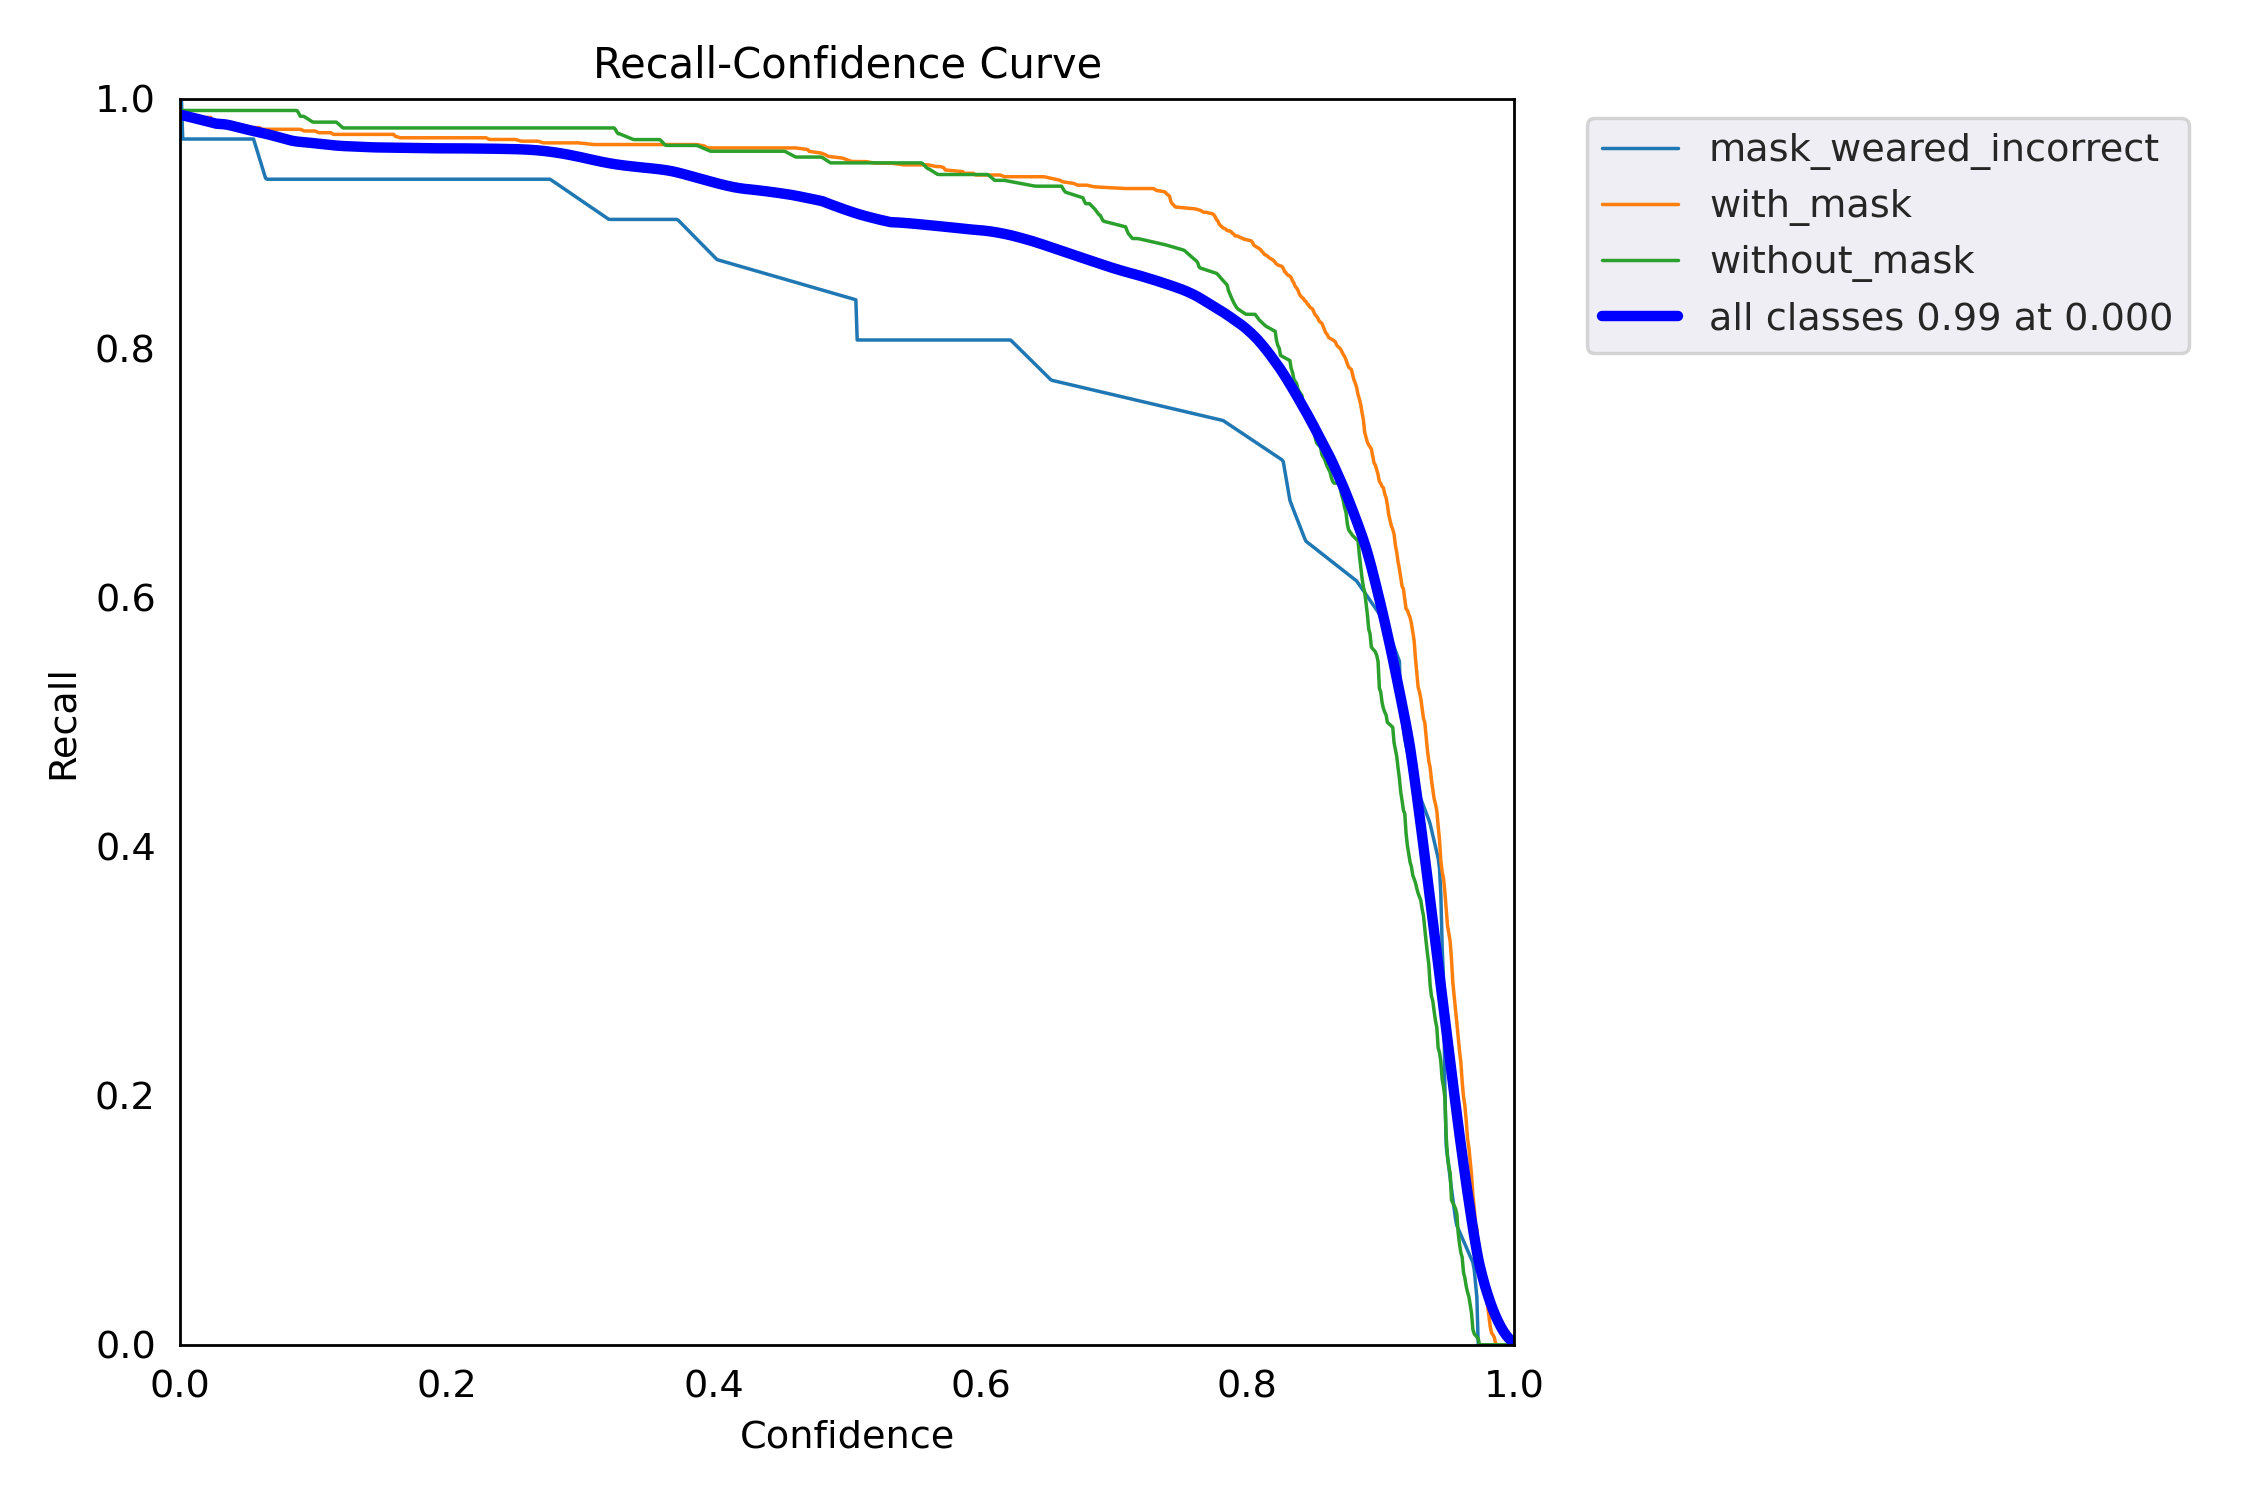 Recall-Confidence Curve
1.0
0.8
0.6
0.4
0.2
0.0
Recall
0.0 0.2 0.4 0.6 0.8 1.0
Confidence
mask_weared_incorrect
with_mask
without_mask
all classes 0.99 at 0.000